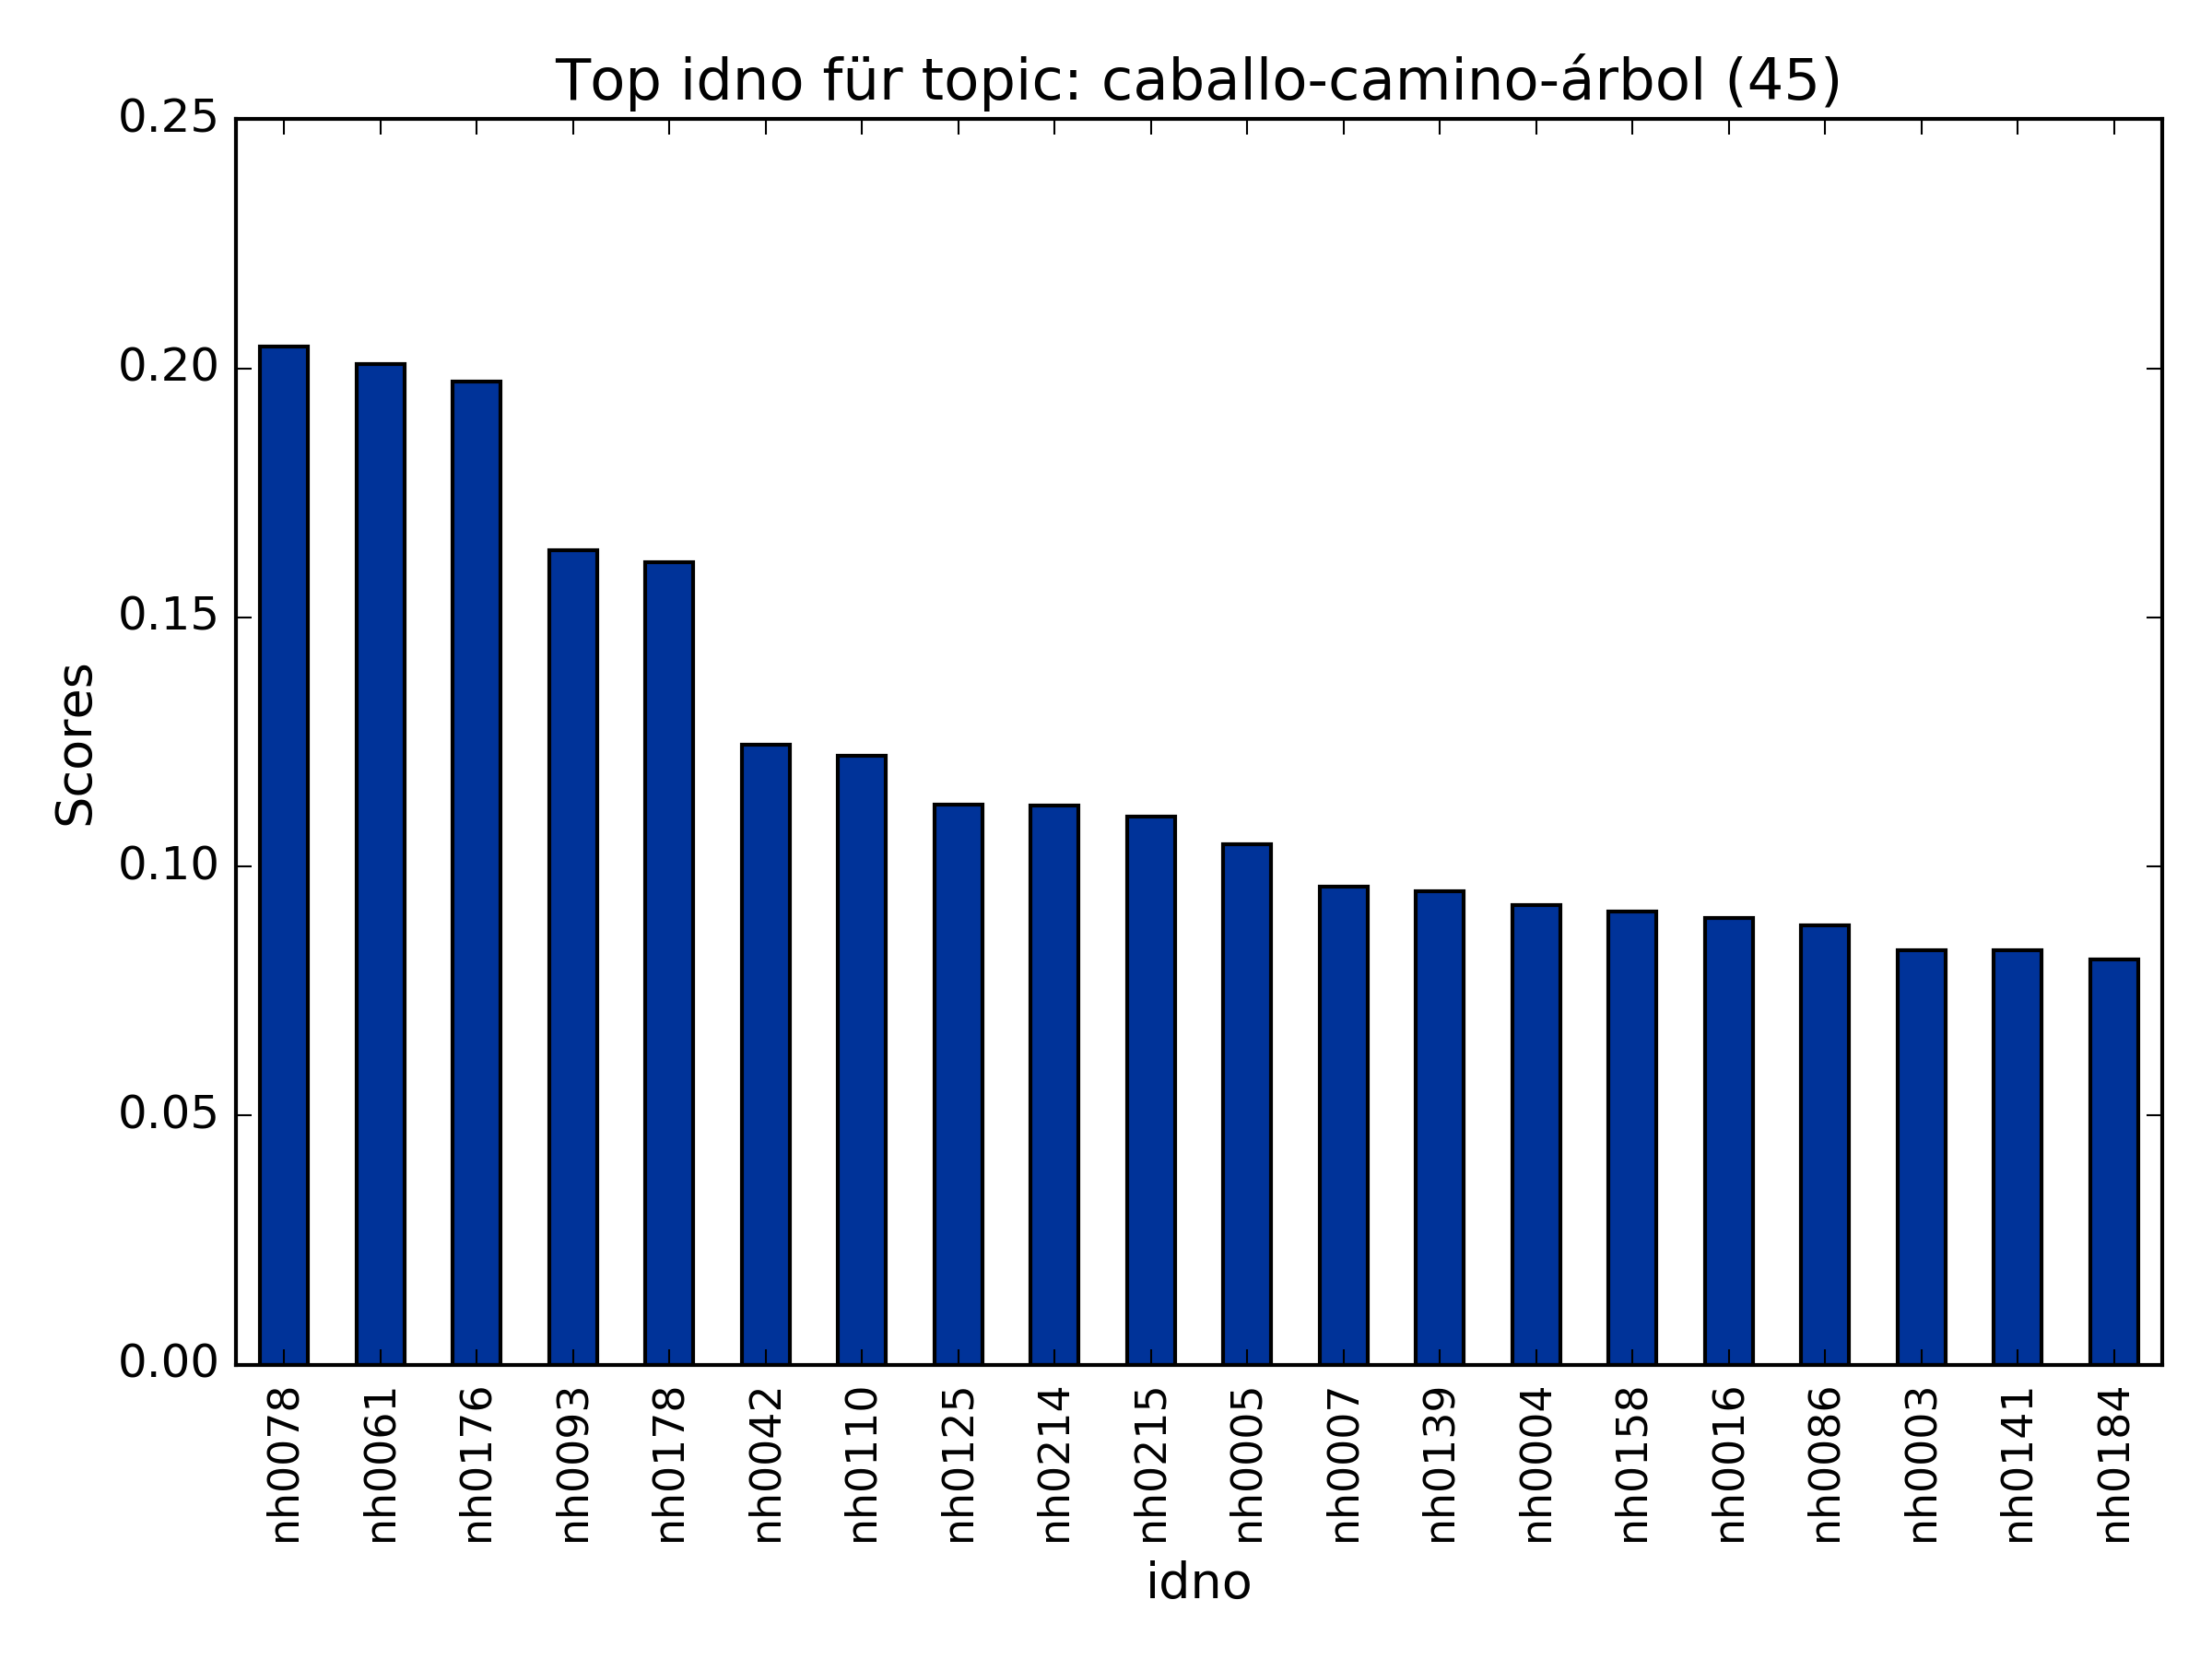 Top idno für topic: caballo-camino-árbol (45)
0.25
0.20
0.15
0.10
0.05
0.00
Scores
nh0078
nh0061
nh0176
nh0093
nh0178
nh0042
nh0110
nh0125
nh0214
nh0215
nh0005
nh0007
nh0139
nh0004
nh0158
nh0016
nh0086
nh0003
nh0141
nh0184
idno